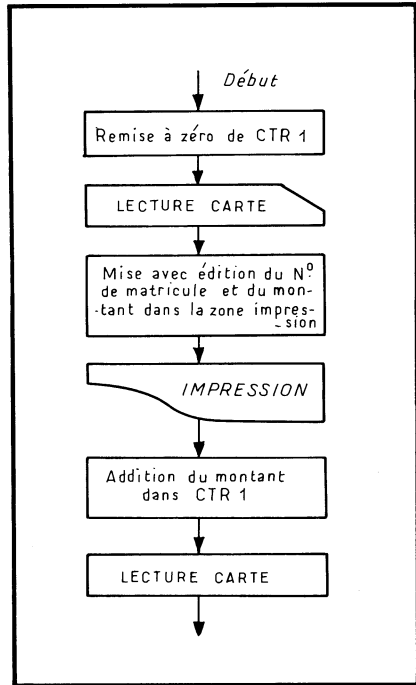 Début
Remise à zéro de CTR 1
LECTURE CARTE
Mise avec édition du Nº
de matricule et du mon-
-tant dans la zone impres-
-sion
IMPRESSION
Addition du montant
dans CTR 1
LECTURE CARTE